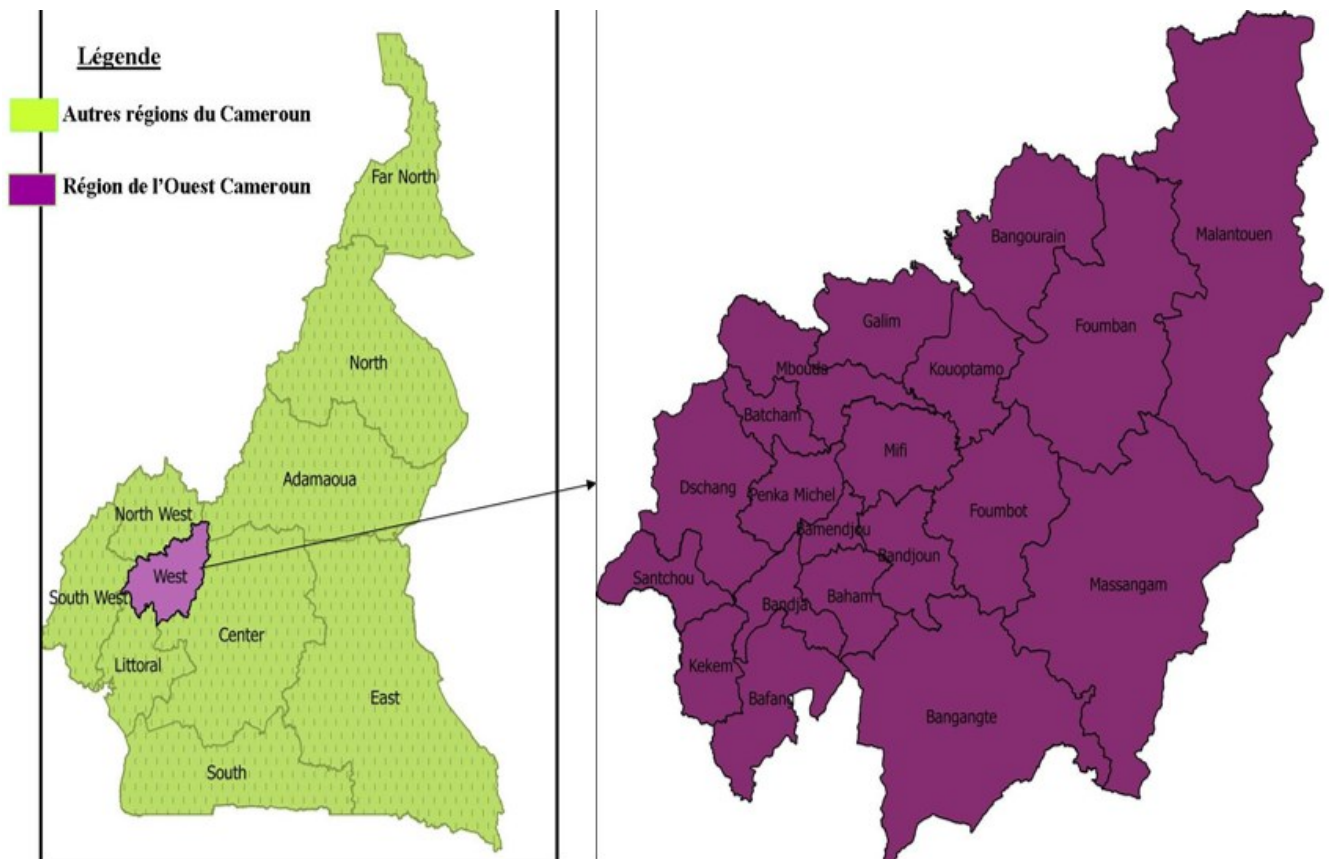 Légende
Autres régions du Cameroun
Région de l'Ouest Cameroun
Far North
North
Adamaoua
North West
West
South West
Center
Littoral
East
South
Malantouen
Bangourain
Foumban
Galim
Kouoptamo
Mbouda
Batcham
Mifi
Dschang
Penka Michel
Foumbot
Bamendjou
Bandjoun
Santchou
Massangam
Bandja
Baham
Kekem
Bafang
Bangangte